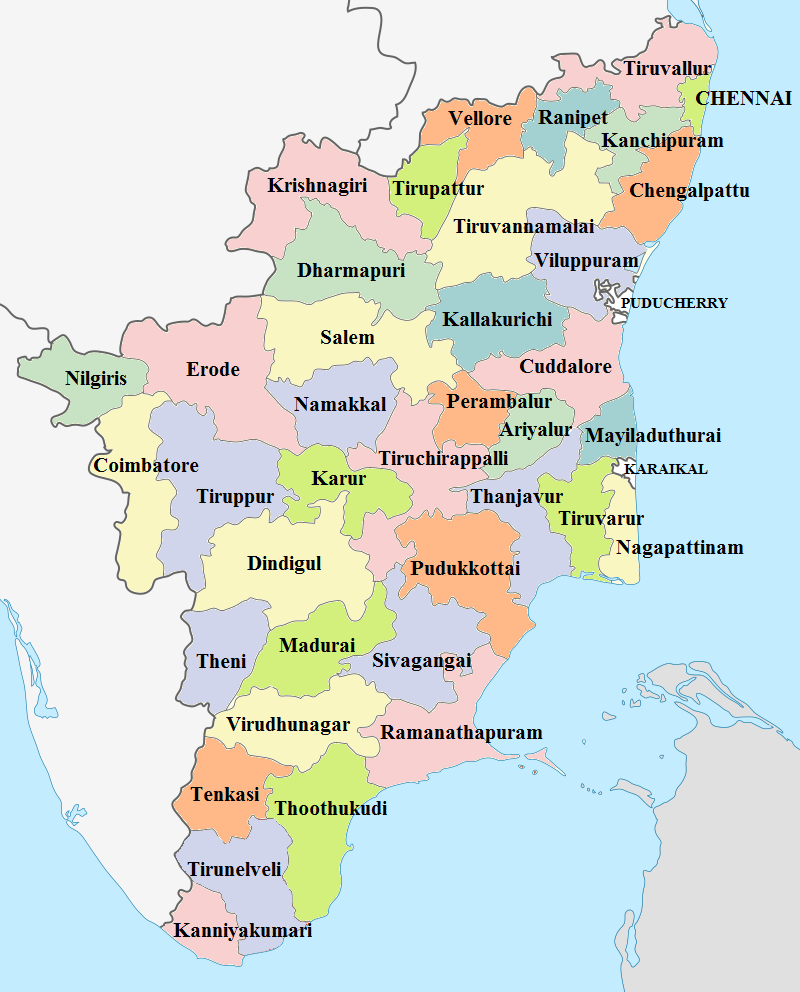 Tiruvallur
CHENNAI
Vellore
Ranipet
Kanchipuram
Krishnagiri
Tirupattur
Chengalpattu
Tiruvannamalai
Viluppuram
Dharmapuri
PUDUCHERRY
Kallakurichi
Salem
Cuddalore
Erode
Nilgiris
Namakkal
Perambalur
Ariyalur
Mayiladuthurai
Tiruchirappalli
Coimbatore
KARAIKAL
Karur
Tiruppur
Thanjavur
Tiruvarur
Nagapattinam
Dindigul
Pudukkottai
Madurai
Theni
Sivagangai
Virudhunagar
Ramanathapuram
Tenkasi
Thoothukudi
Tirunelveli
Kanniyakumari